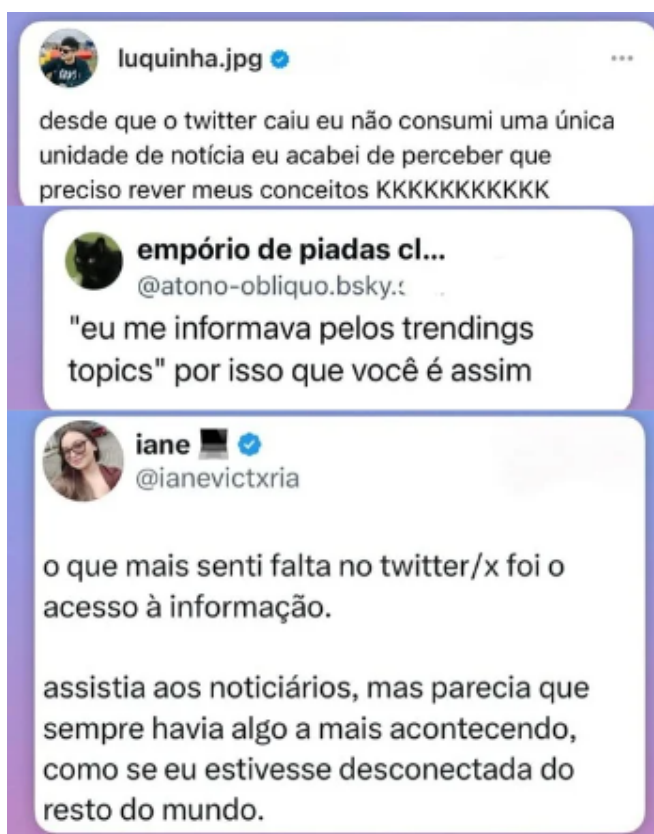 luquinha.jpg
desde que o twitter caiu eu não consumi uma única
unidade de notícia eu acabei de perceber que
preciso rever meus conceitos KKKKKKKKKKK
empório de piadas cl...
@atono-obliquo.bsky.
"eu me informava pelos trendings
topics" por isso que você é assim
iane
@ianevictxria
o que mais senti falta no twitter/x foi o
acesso à informação.
assistia aos noticiários, mas parecia que
sempre havia algo a mais acontecendo,
como se eu estivesse desconectada do
resto do mundo.